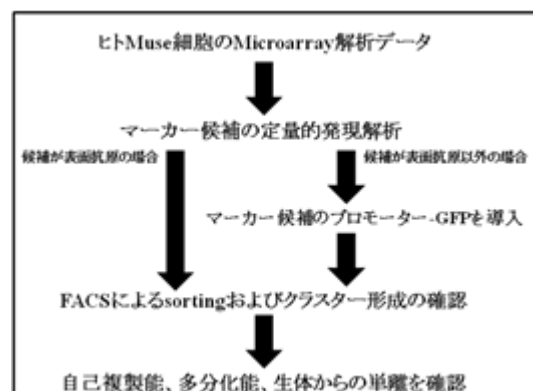 ヒトMuse細胞のMicroarray解析データ
マーカー候補の定量的発現解析
候補が表面抗原の場合
候補が表面抗原以外の場合
マーカー候補のプロモーター-GFPを導入
FACSによるsortingおよびクラスター形成の確認
自己複製能、多分化能、生体からの単離を確認